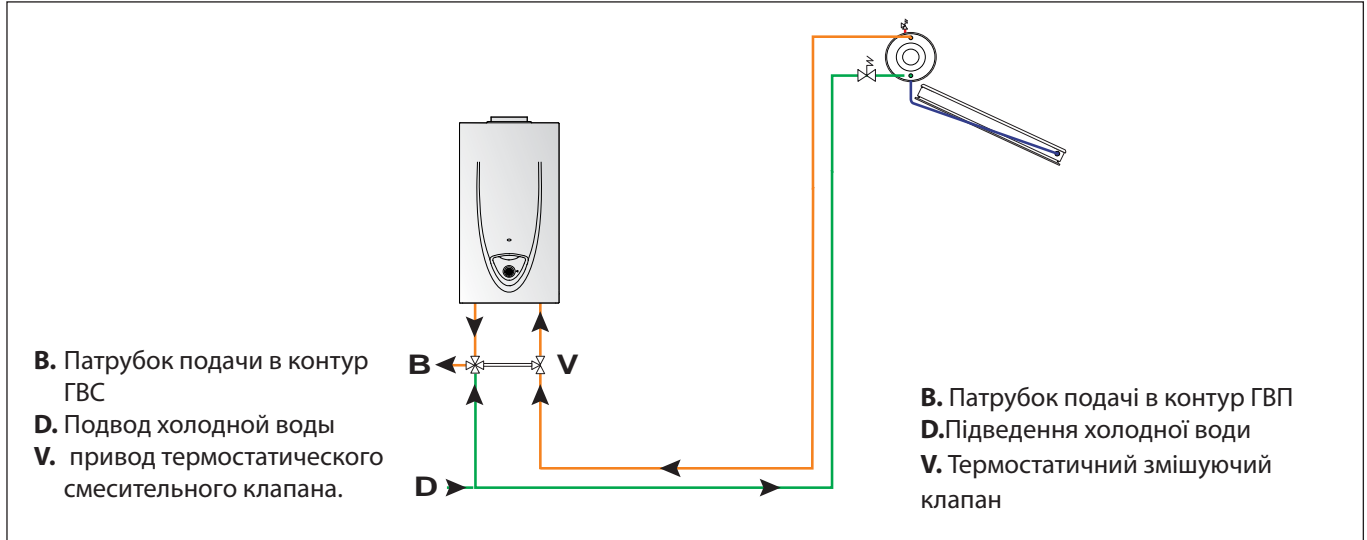 B
V
D
B. Патрубок подачи в контур
ГВС
D. Подвод холодной воды
V. привод термостатического
смесительного клапана.
B. Патрубок подачі в контур ГВП
D.Підведення холодної води
V. Термостатичний змішуючий
клапан